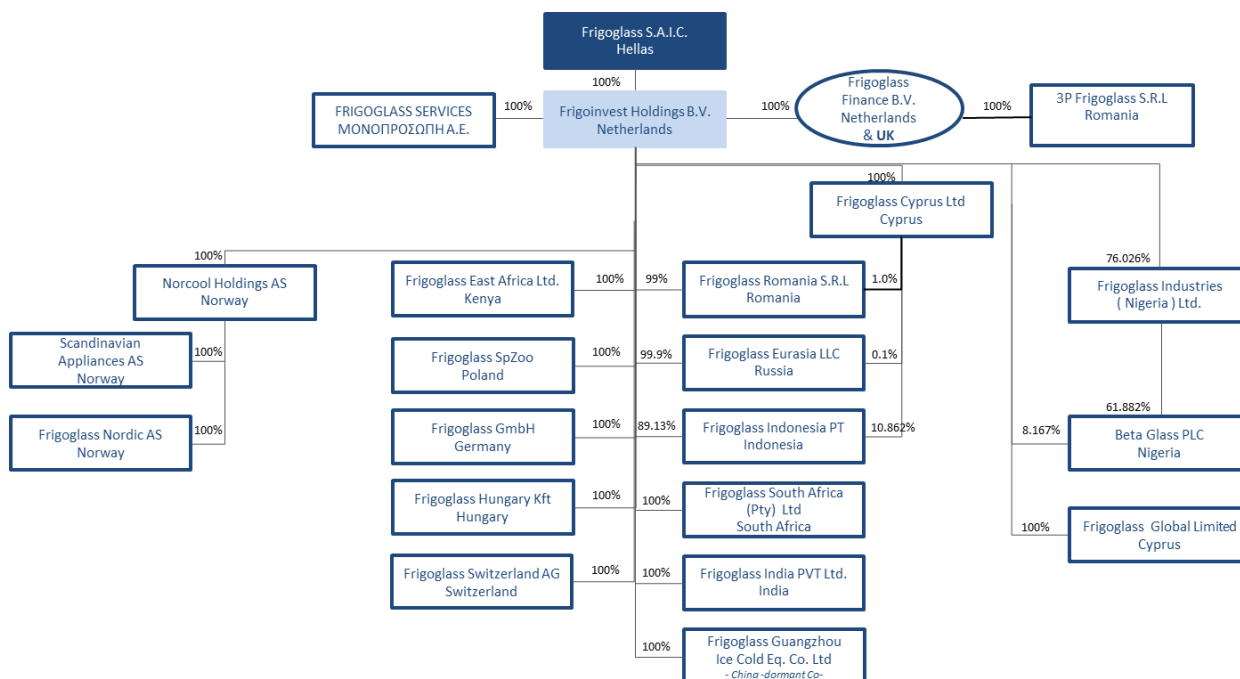 Frigoglass S.A.I.C.
Hellas
100%
FRIGOGLASS SERVICES
ΜΟΝΟΠΡΟΣΩΠΗ Α.Ε.
100%
Frigoinvest Holdings B.V.
Netherlands
100%
Frigoglass
Finance B.V.
Netherlands
& UK
100%
3P Frigoglass S.R.L
Romania
100%
Frigoglass Cyprus Ltd
Cyprus
100%
Norcool Holdings AS
Norway
Scandinavian
Appliances AS
Norway
100%
Frigoglass Nordic AS
Norway
100%
Frigoglass East Africa Ltd.
Kenya
100%
99%
Frigoglass Romania S.R.L
Romania
1.0%
Frigoglass SpZoo
Poland
100%
99.9%
Frigoglass Eurasia LLC
Russia
0.1%
Frigoglass GmbH
Germany
100%
89.13%
Frigoglass Indonesia PT
Indonesia
10.862%
Frigoglass Hungary Kft
Hungary
100%
100%
Frigoglass South Africa
(Pty) Ltd
South Africa
Frigoglass Switzerland AG
Switzerland
100%
100%
Frigoglass India PVT Ltd.
India
100%
Frigoglass Guangzhou
Ice Cold Eq. Co. Ltd
- China -dormant Co-
76.026%
Frigoglass Industries
( Nigeria ) Ltd.
61.882%
8.167%
Beta Glass PLC
Nigeria
100%
Frigoglass Global Limited
Cyprus